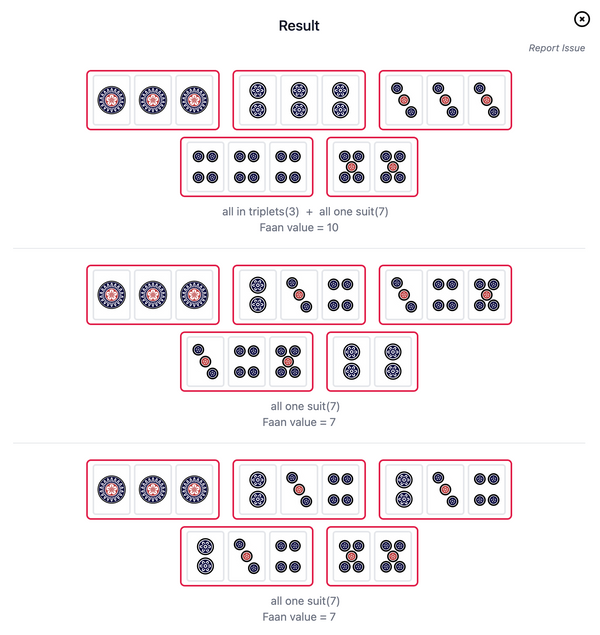 Result
Report Issue
all in triplets(3) + all one suit(7)
Faan value = 10
all one suit(7)
Faan value = 7
all one suit(7)
Faan value = 7